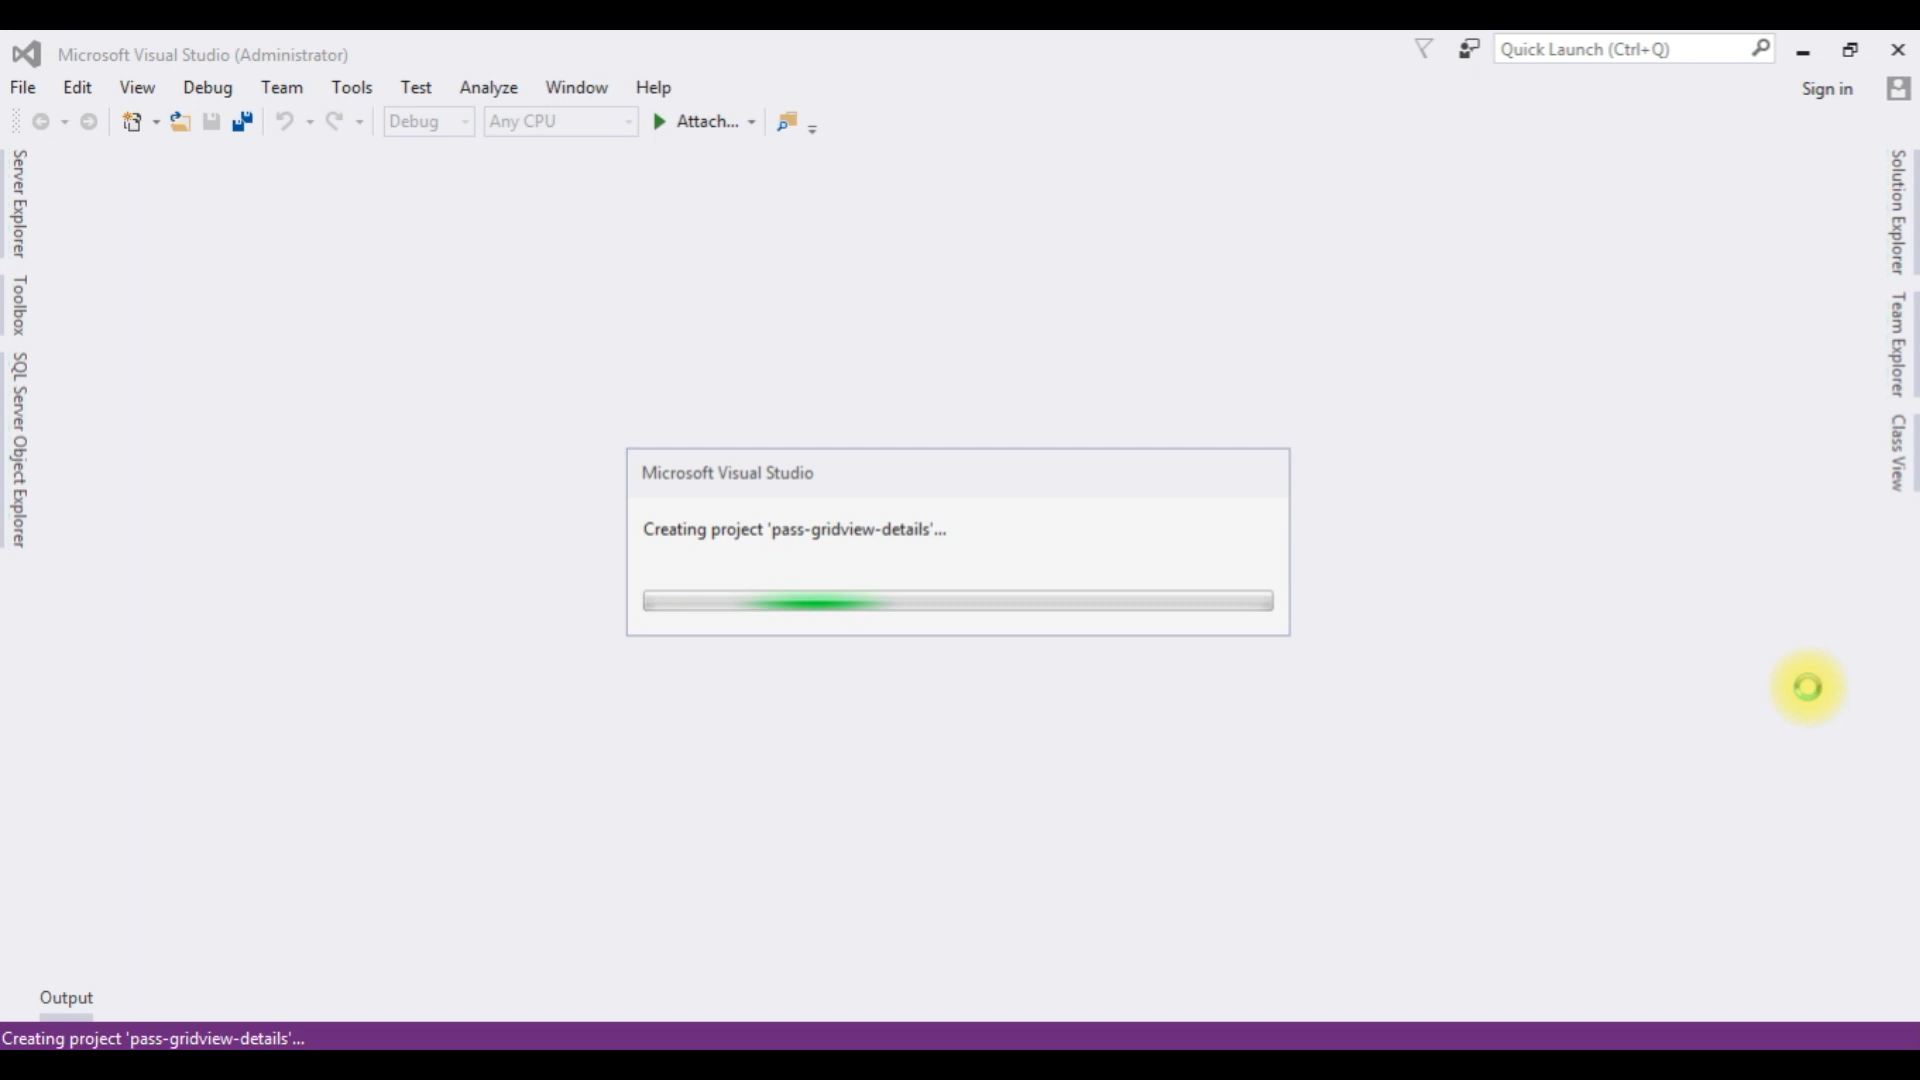 Microsoft Visual Studio (Administrator)
Quick Launch (Ctrl+Q)
File Edit View Debug Team Tools Test Analyze Window Help
Sign in
Debug Any CPU Attach...
Server Explorer
Toolbox
SQL Server Object Explorer
Solution Explorer
Team Explorer
Class View
Microsoft Visual Studio
Creating project 'pass-gridview-details'...
Output
Creating project 'pass-gridview-details'...